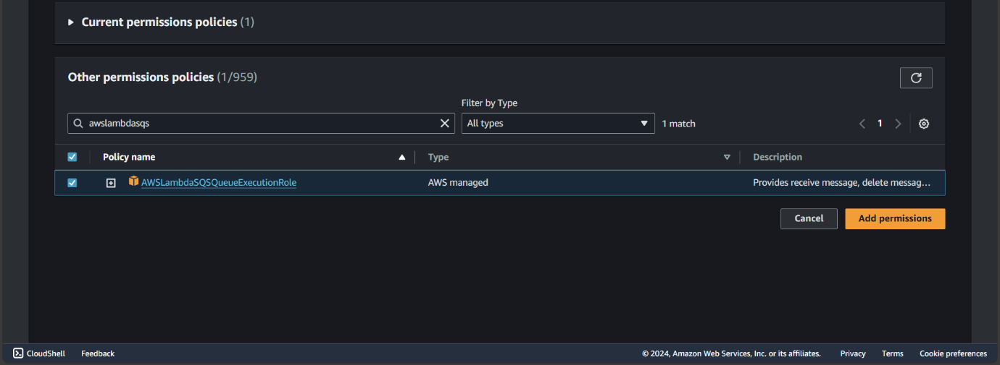 Current permissions policies (1)
Other permissions policies (1/959)
Filter by Type
awslambdasqs
All types
1 match
1
Policy name
Type
Description
AWSLambdaSQSQueueExecutionRole
AWS managed
Provides receive message, delete messag...
Cancel
Add permissions
CloudShell
Feedback
© 2024, Amazon Web Services, Inc. or its affiliates.
Privacy
Terms
Cookie preferences